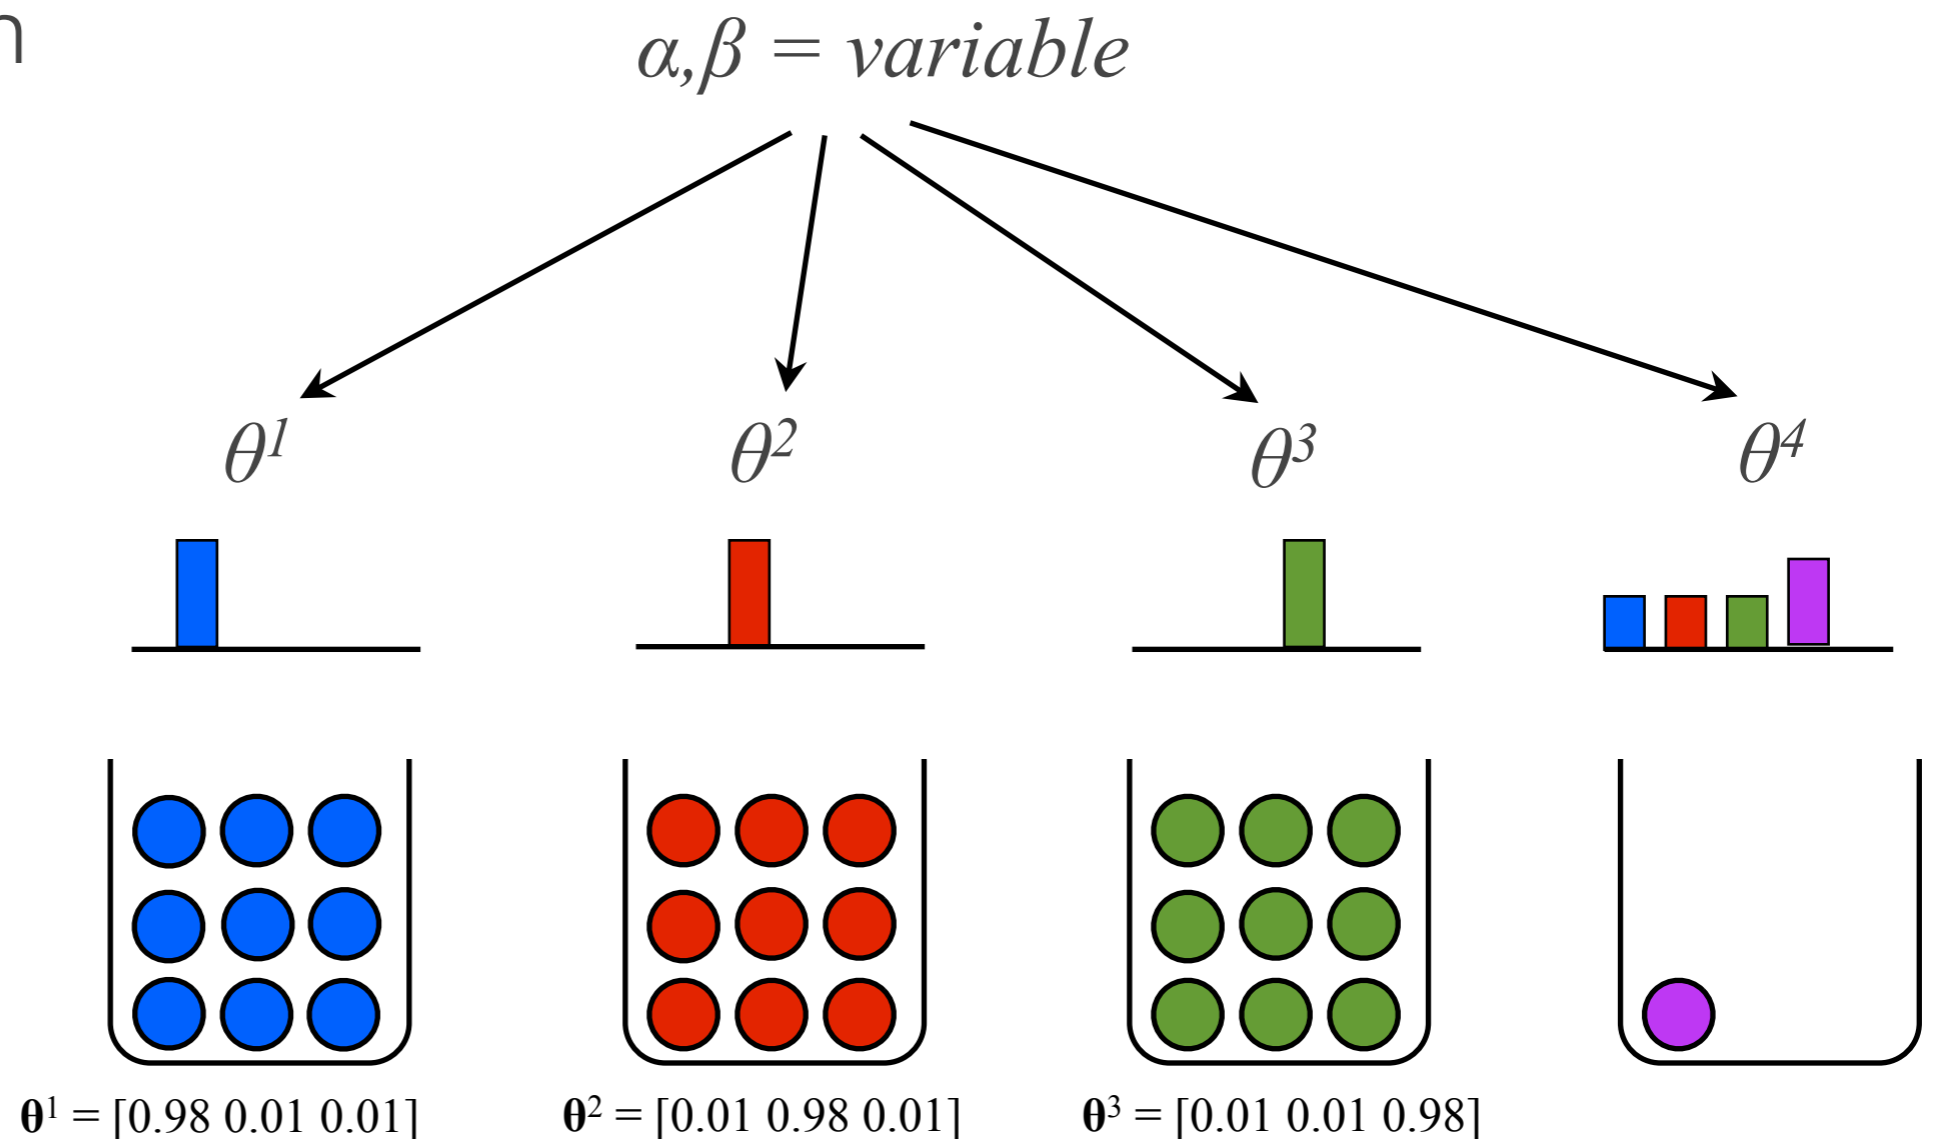 n
α,β = variable
θ¹ θ² θ³ θ⁴
θ¹ = [0.98 0.01 0.01] θ² = [0.01 0.98 0.01] θ³ = [0.01 0.01 0.98]